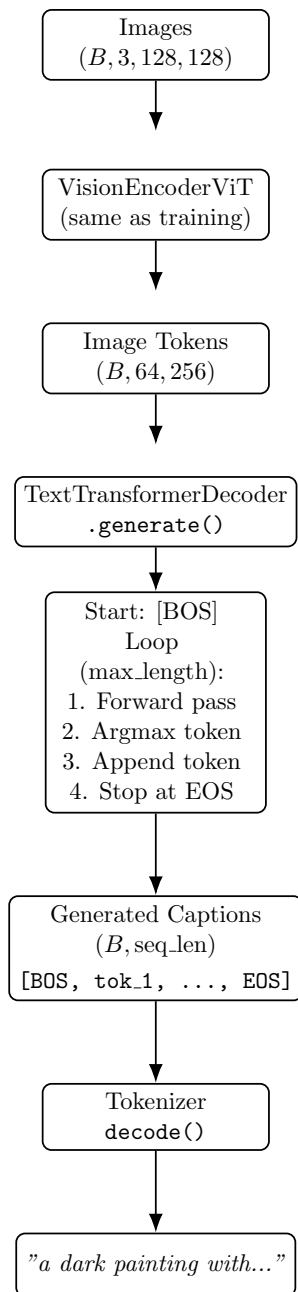 Images
(B, 3, 128, 128)
VisionEncoderViT
(same as training)
Image Tokens
(B, 64, 256)
TextTransformerDecoder
.generate()
Start: [BOS]
Loop
(max_length):
1. Forward pass
2. Argmax token
3. Append token
4. Stop at EOS
Generated Captions
(B, seq_len)
[BOS, tok_1, ..., EOS]
Tokenizer
decode()
"a dark painting with..."